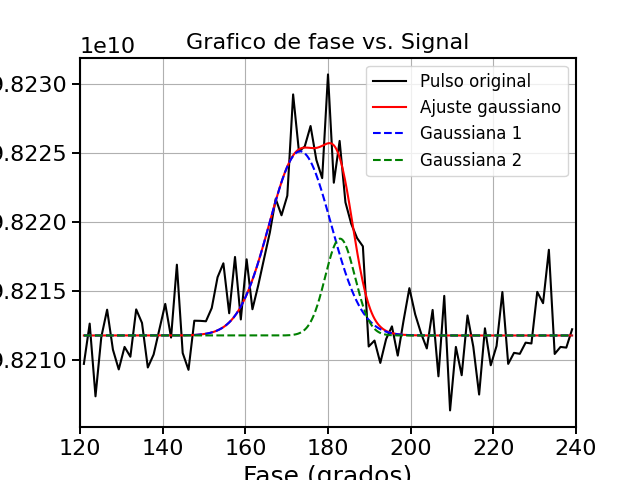 1e10
Grafico de fase vs. Signal
Pulso original
Ajuste gaussiano
Gaussiana 1
Gaussiana 2
.8230
.8225
.8220
.8215
.8210
120 140 160 180 200 220 240
Fase (grados)